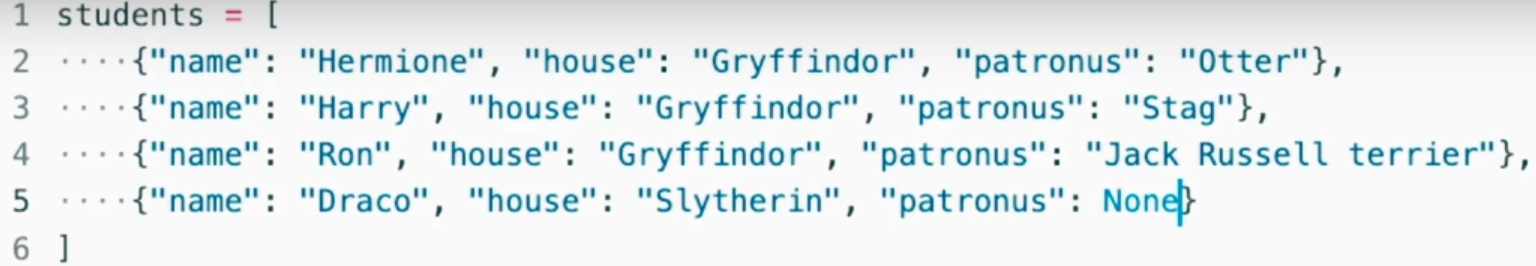 1 students = [
2 ····{"name": "Hermione", "house": "Gryffindor", "patronus": "Otter"},
3 ····{"name": "Harry", "house": "Gryffindor", "patronus": "Stag"},
4 ····{"name": "Ron", "house": "Gryffindor", "patronus": "Jack Russell terrier"},
5 ····{"name": "Draco", "house": "Slytherin", "patronus": None}
6 ]